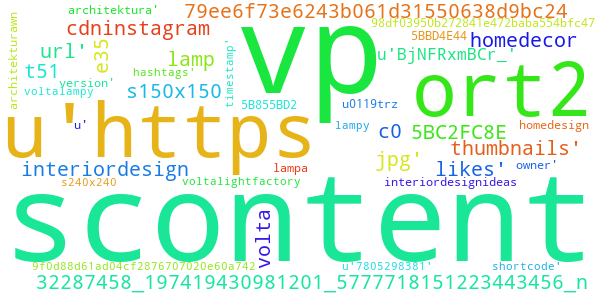 architektura'
79ee6f73e6243b061d31550638d9bc24
98df03950b272841e472baba554bfc47
cdninstagram
vp
5BBD4E44
homedecor
architekturawn
url'
e35
lamp
u'BjNFRxmBCr_'
t51
hashtags'
timestamp'
ort2
version'
voltalampy
s150x150
5B855BD2
u0119trz
u'https
u'
lampy
c0
5BC2FC8E
homedesign
thumbnails'
jpg'
interiordesign
lampa
likes'
owner'
s240x240
voltalightfactory
interiordesignideas
scontent
volta
9f0d88d61ad04cf2876707020e60a742
u'7805298381'
shortcode'
32287458_197419430981201_5777718151223443456_n